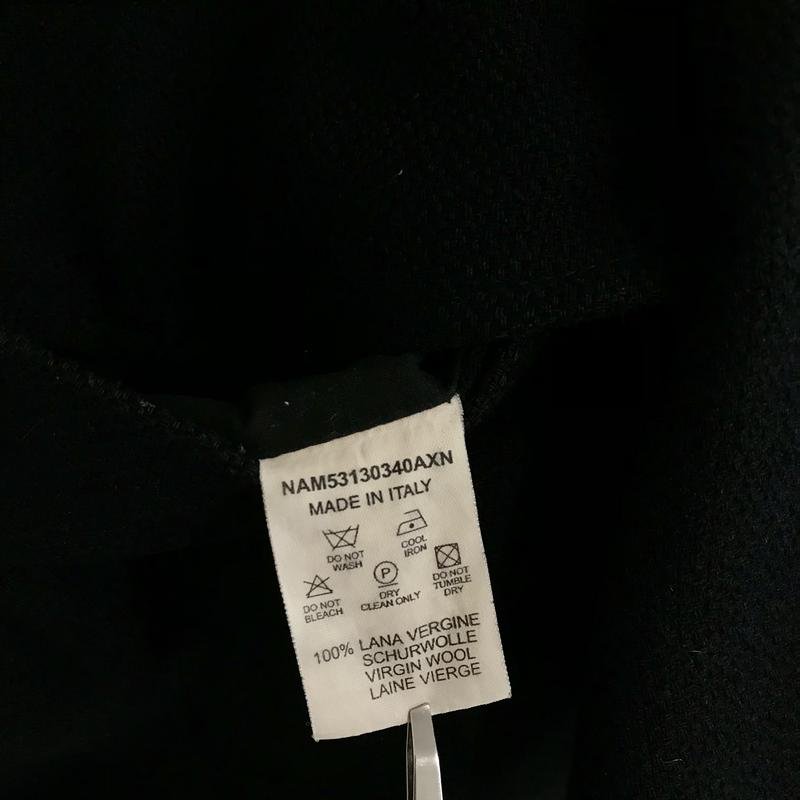 NAM53130340AXN
MADE IN ITALY
DO NOT
WASH
COOL
IRON
DO NOT
BLEACH
P
DRY
CLEAN ONLY
DO NOT
TUMBLE
DRY
100% LANA VERGINE
SCHURWOLLE
VIRGIN WOOL
LAINE VIERGE